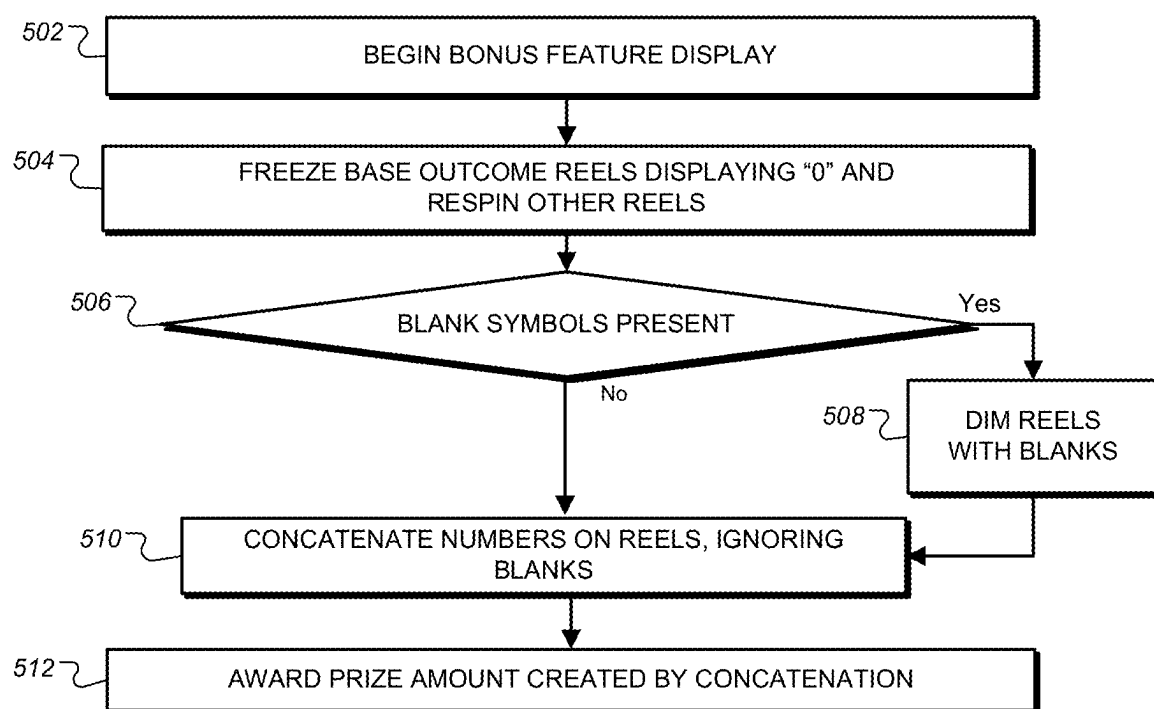 502
BEGIN BONUS FEATURE DISPLAY
504
FREEZE BASE OUTCOME REELS DISPLAYING “0” AND
RESPIN OTHER REELS
506
BLANK SYMBOLS PRESENT
Yes
No
508
DIM REELS
WITH BLANKS
510
CONCATENATE NUMBERS ON REELS, IGNORING
BLANKS
512
AWARD PRIZE AMOUNT CREATED BY CONCATENATION